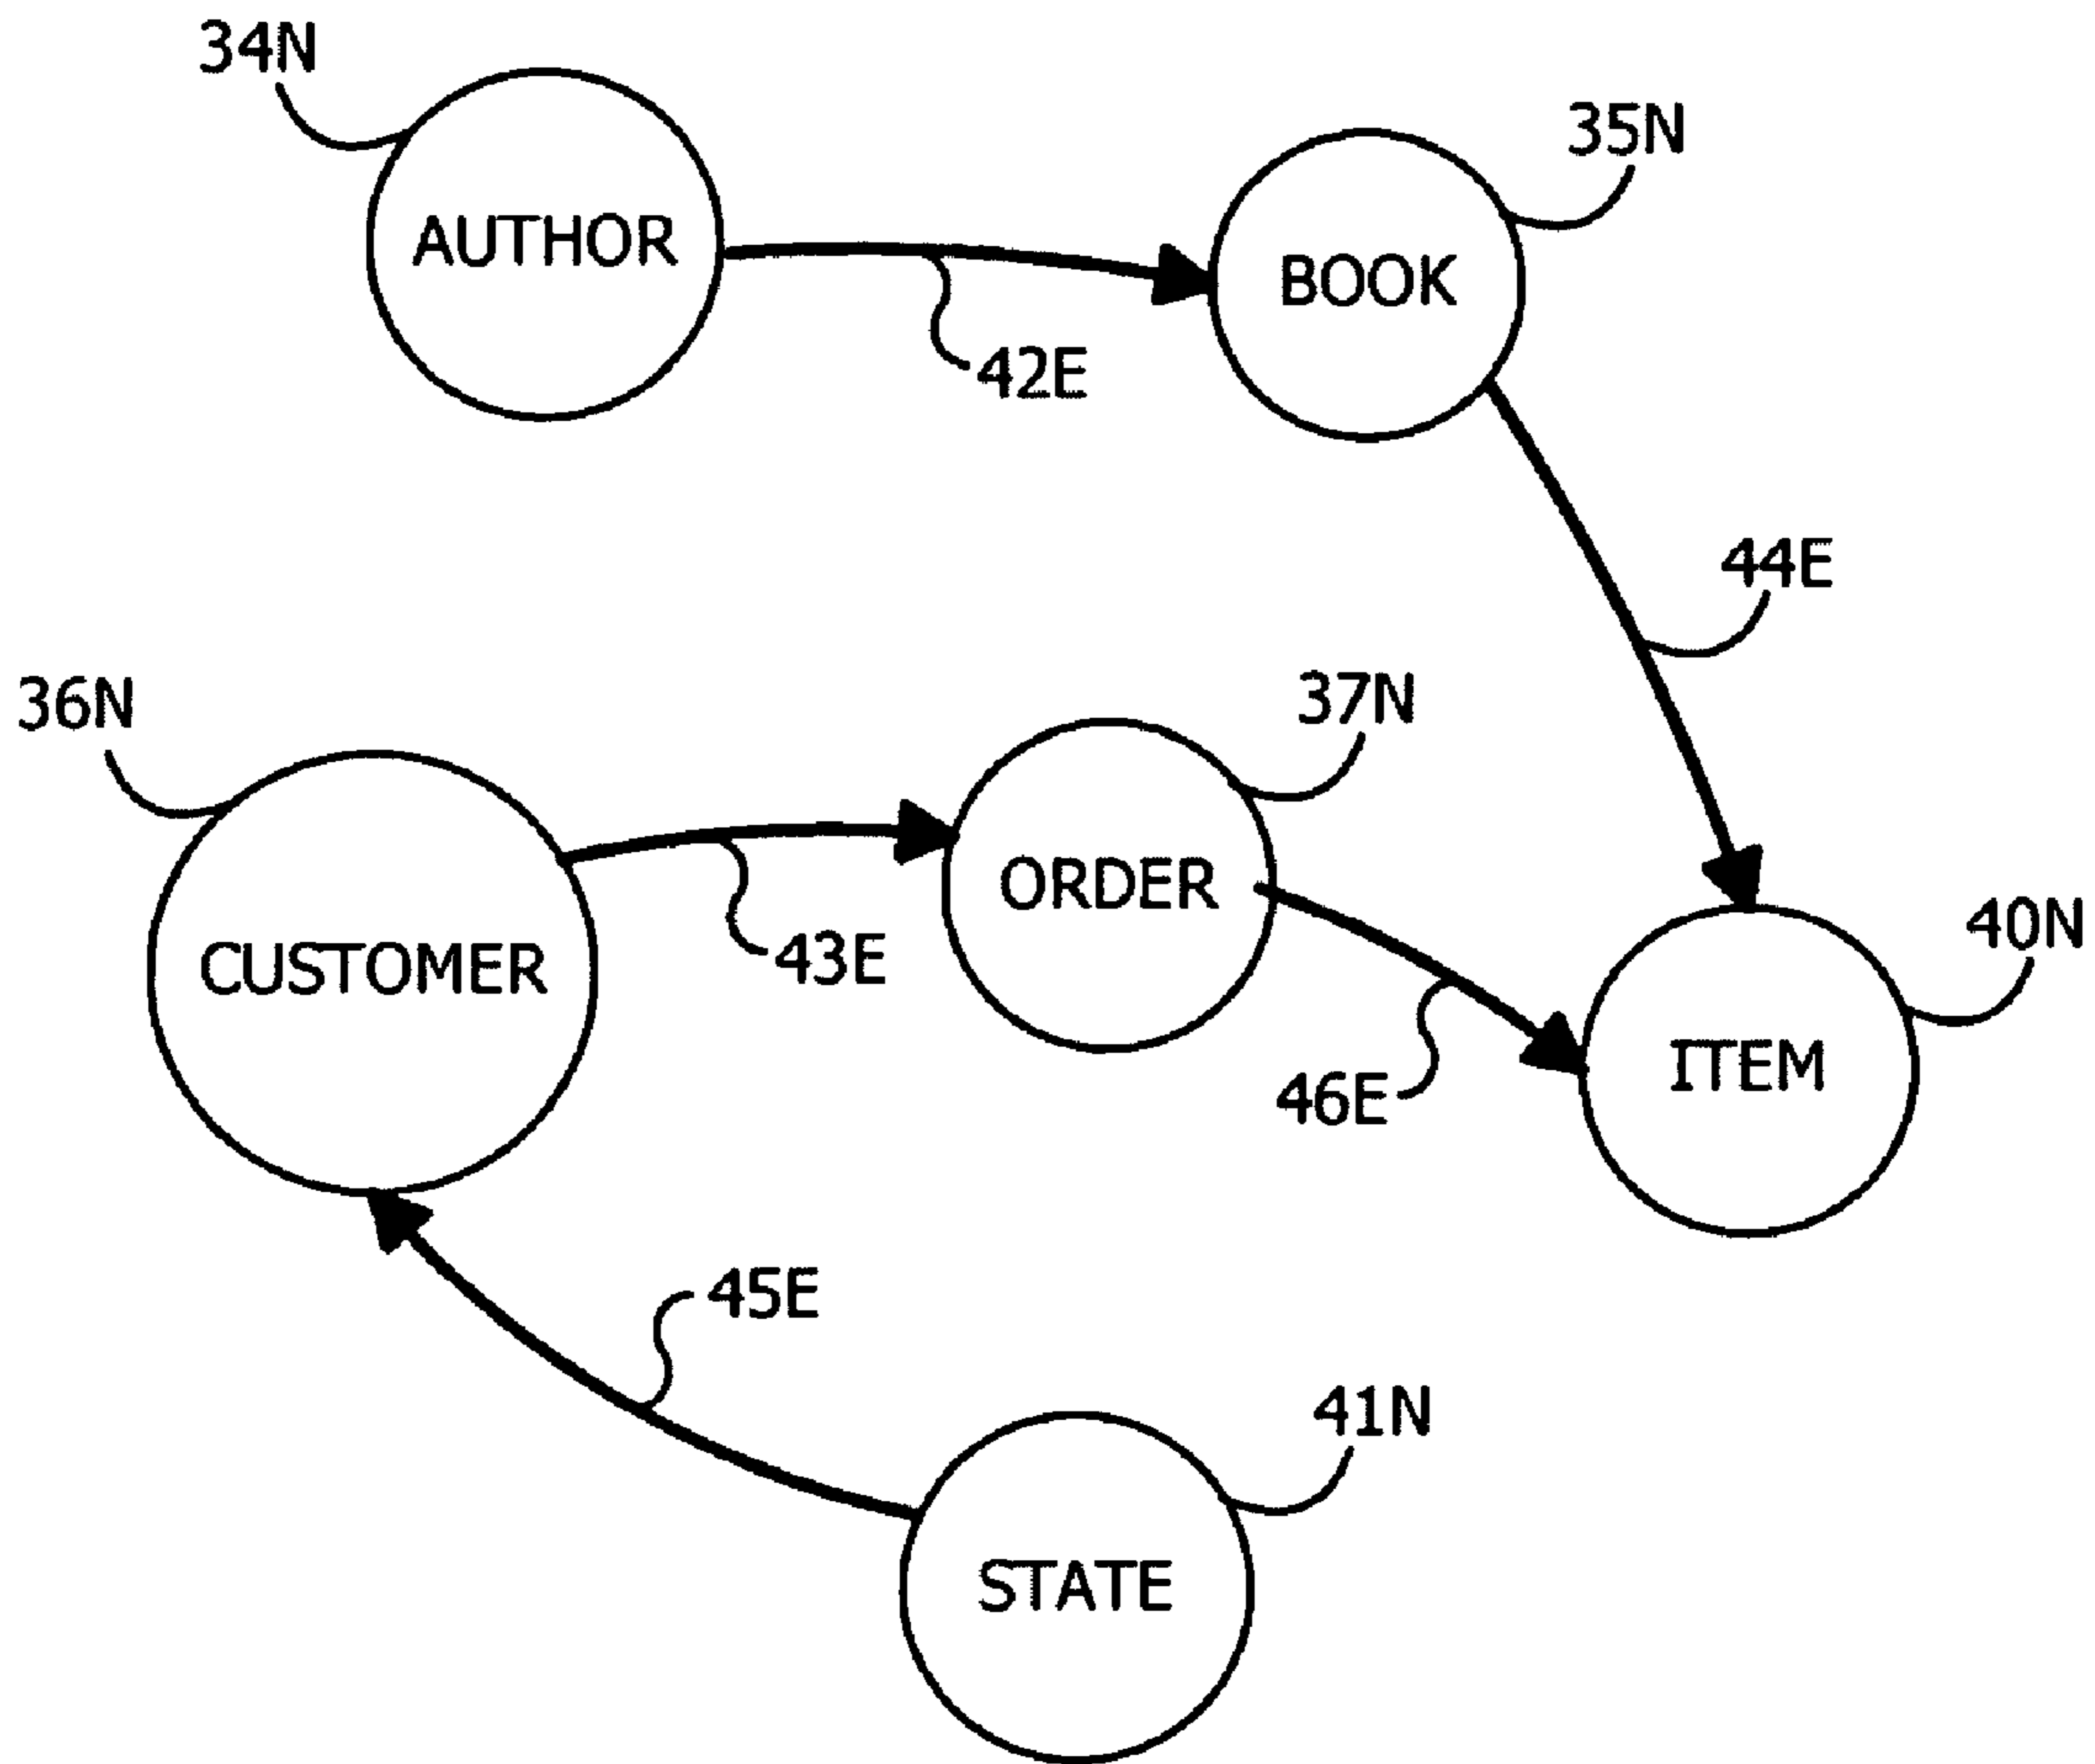 34N
AUTHOR
35N
BOOK
42E
44E
36N
37N
CUSTOMER
ORDER
43E
40N
ITEM
46E
45E
41N
STATE